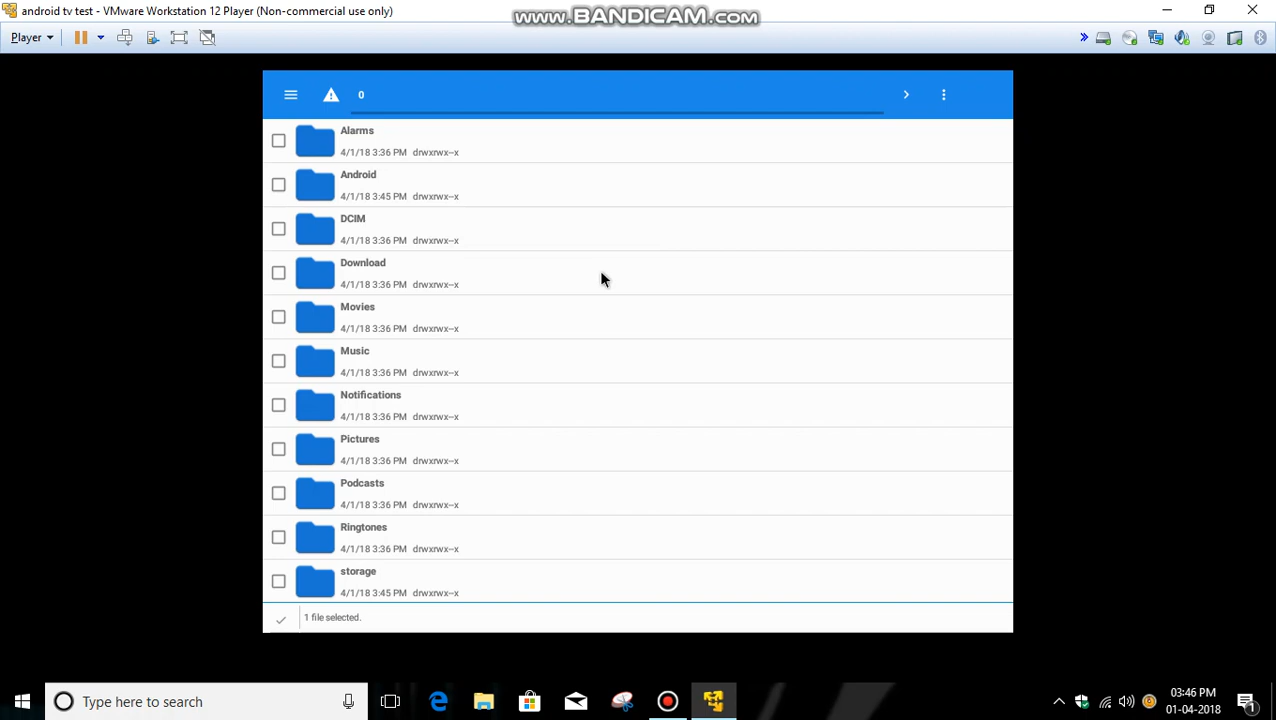 android tv test - VMware Workstation 12 Player (Non-commercial use only)
www.BANDICAM.com
Player
0
Alarms
4/1/18 3:36 PM drwxrwx--x
Android
4/1/18 3:45 PM drwxrwx--x
DCIM
4/1/18 3:36 PM drwxrwx--x
Download
4/1/18 3:36 PM drwxrwx--x
Movies
4/1/18 3:36 PM drwxrwx--x
Music
4/1/18 3:36 PM drwxrwx--x
Notifications
4/1/18 3:36 PM drwxrwx--x
Pictures
4/1/18 3:36 PM drwxrwx--x
Podcasts
4/1/18 3:36 PM drwxrwx--x
Ringtones
4/1/18 3:36 PM drwxrwx--x
storage
4/1/18 3:45 PM drwxrwx--x
1 file selected.
Type here to search
03:46 PM
01-04-2018
1